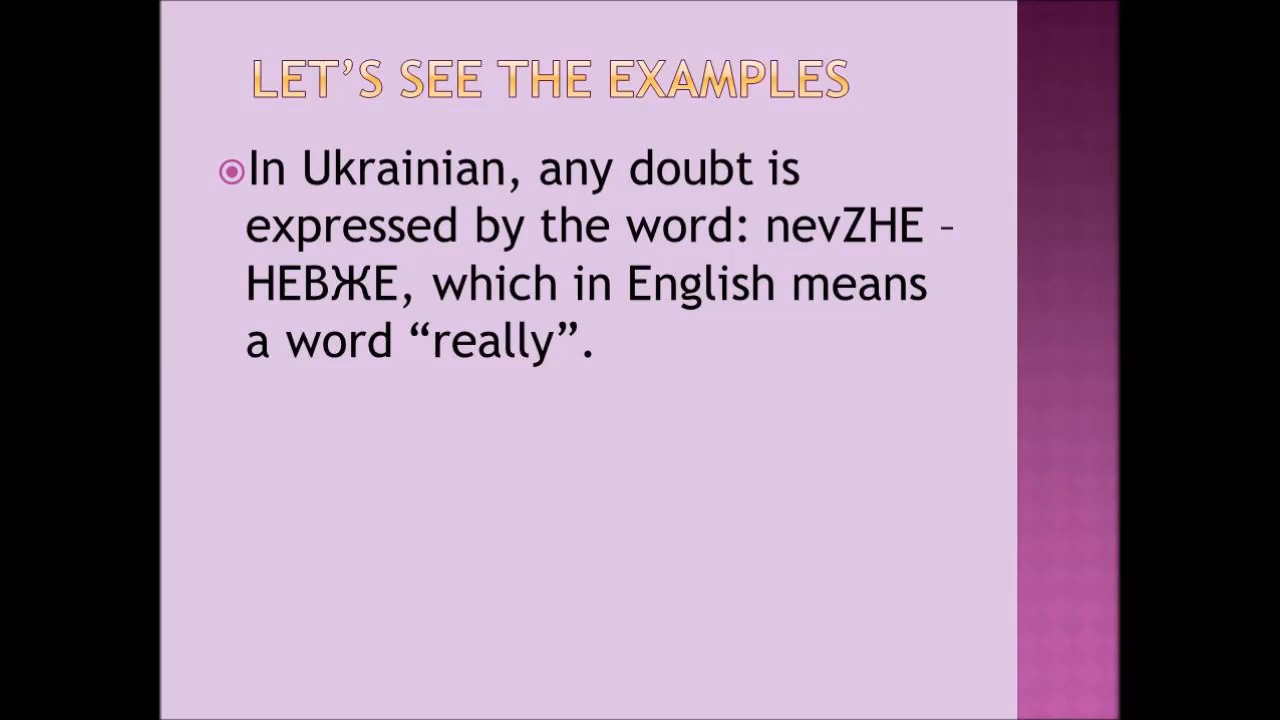 LET’S SEE THE EXAMPLES
In Ukrainian, any doubt is
expressed by the word: nevZHE –
НЕВЖЕ, which in English means
a word “really”.